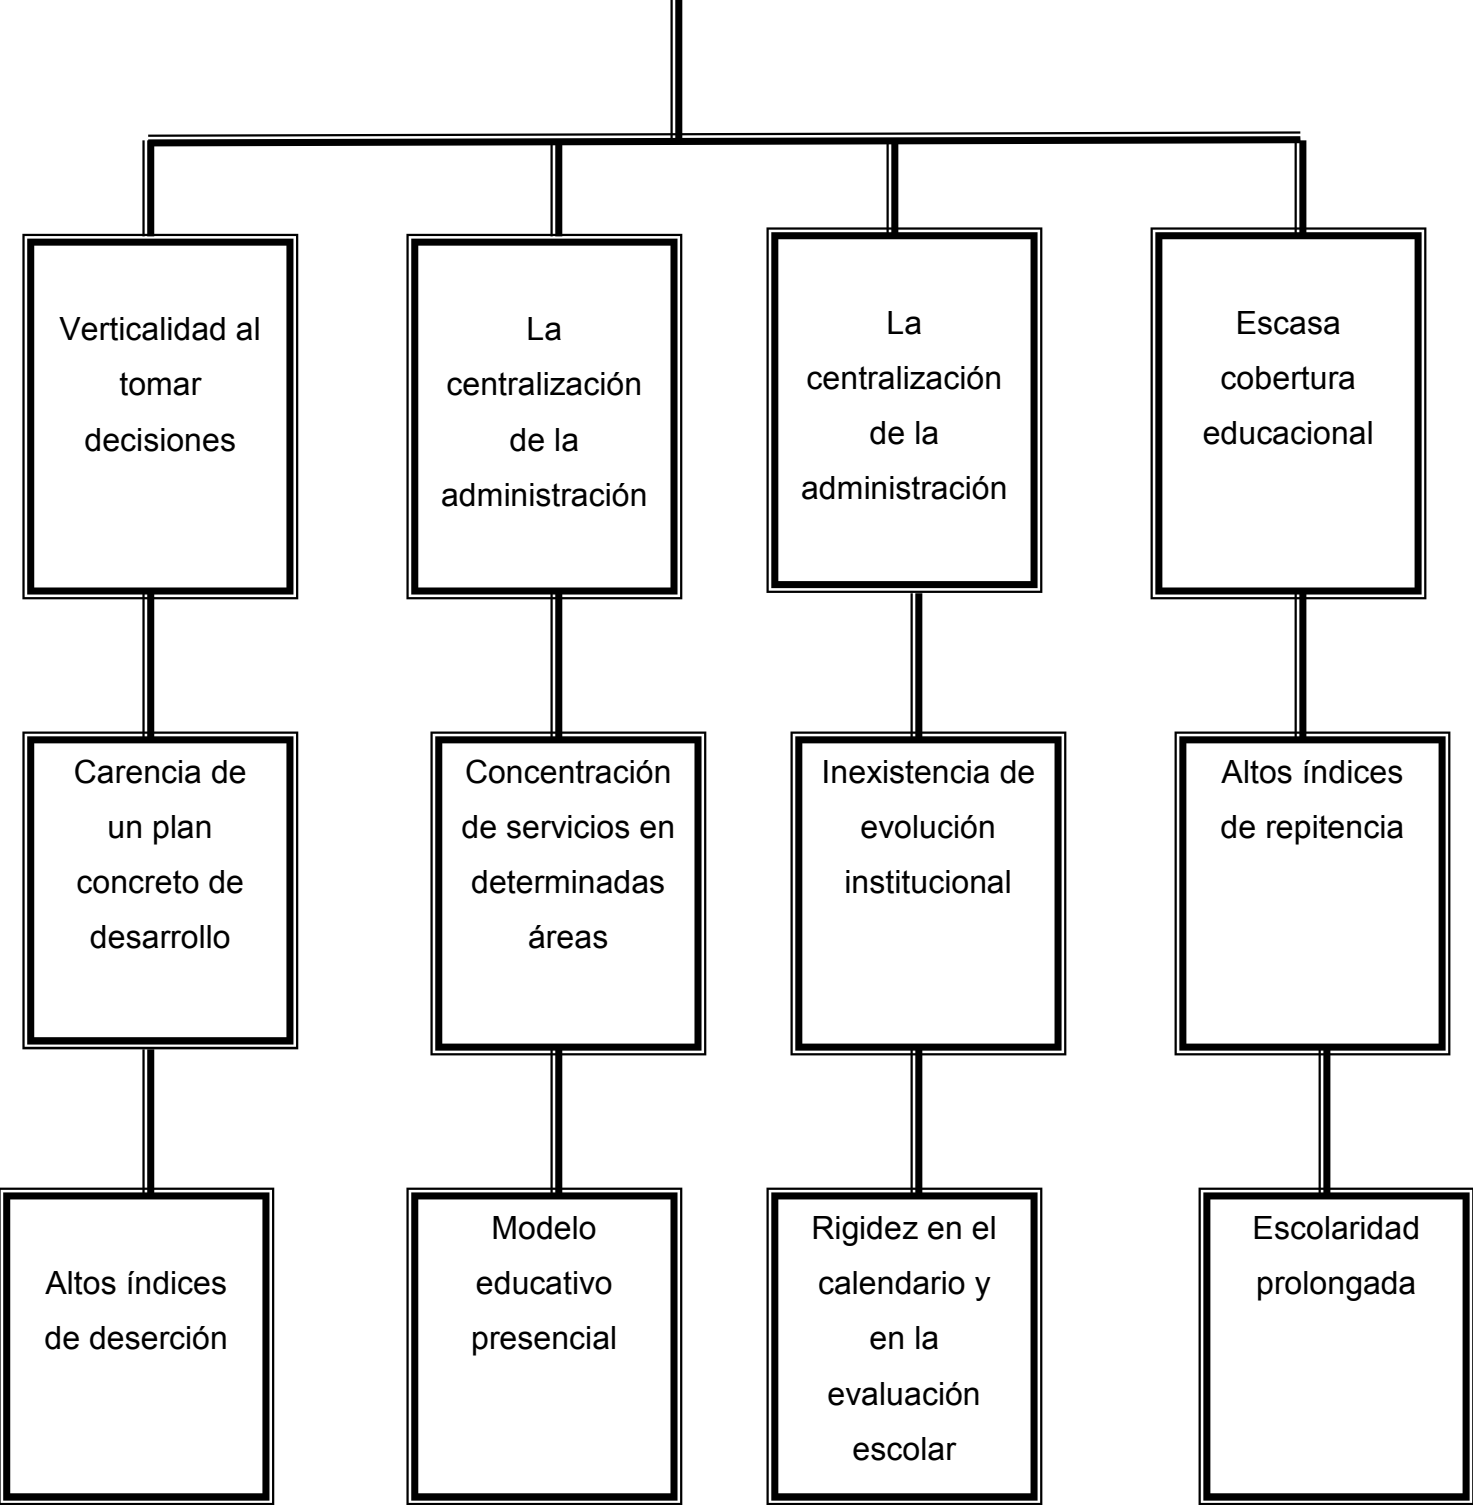 Verticalidad al
tomar
decisiones
La
centralización
de la
administración
La
centralización
de la
administración
Escasa
cobertura
educacional
Carencia de
un plan
concreto de
desarrollo
Concentración
de servicios en
determinadas
áreas
Inexistencia de
evolución
institucional
Altos índices
de repitencia
Altos índices
de deserción
Modelo
educativo
presencial
Rigidez en el
calendario y
en la
evaluación
escolar
Escolaridad
prolongada